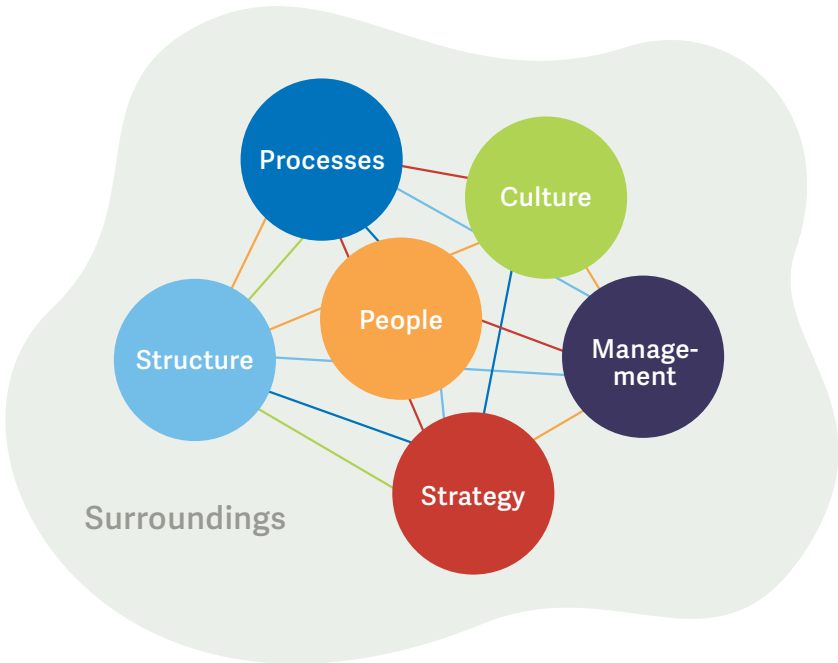 Processes
Culture
People
Structure
Manage-
ment
Strategy
Surroundings